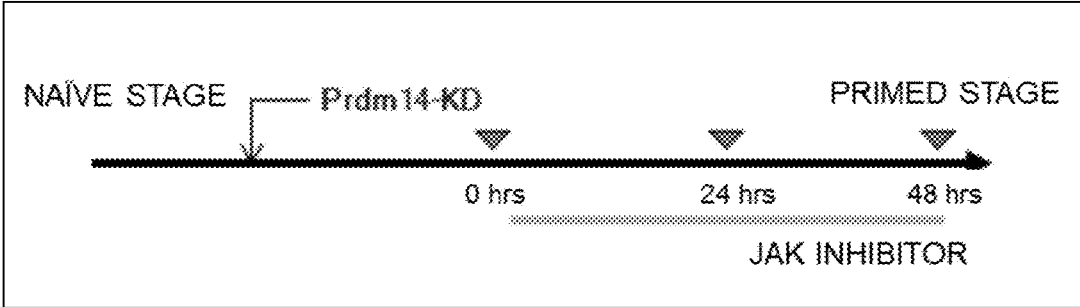 Prdm14-KD
NAÏVE STAGE
PRIMED STAGE
0 hrs
24 hrs
48 hrs
JAK INHIBITOR